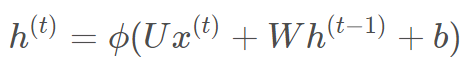 h^{(t)} = ϕ(Ux^{(t)} + Wh^{(t−1)} + b)